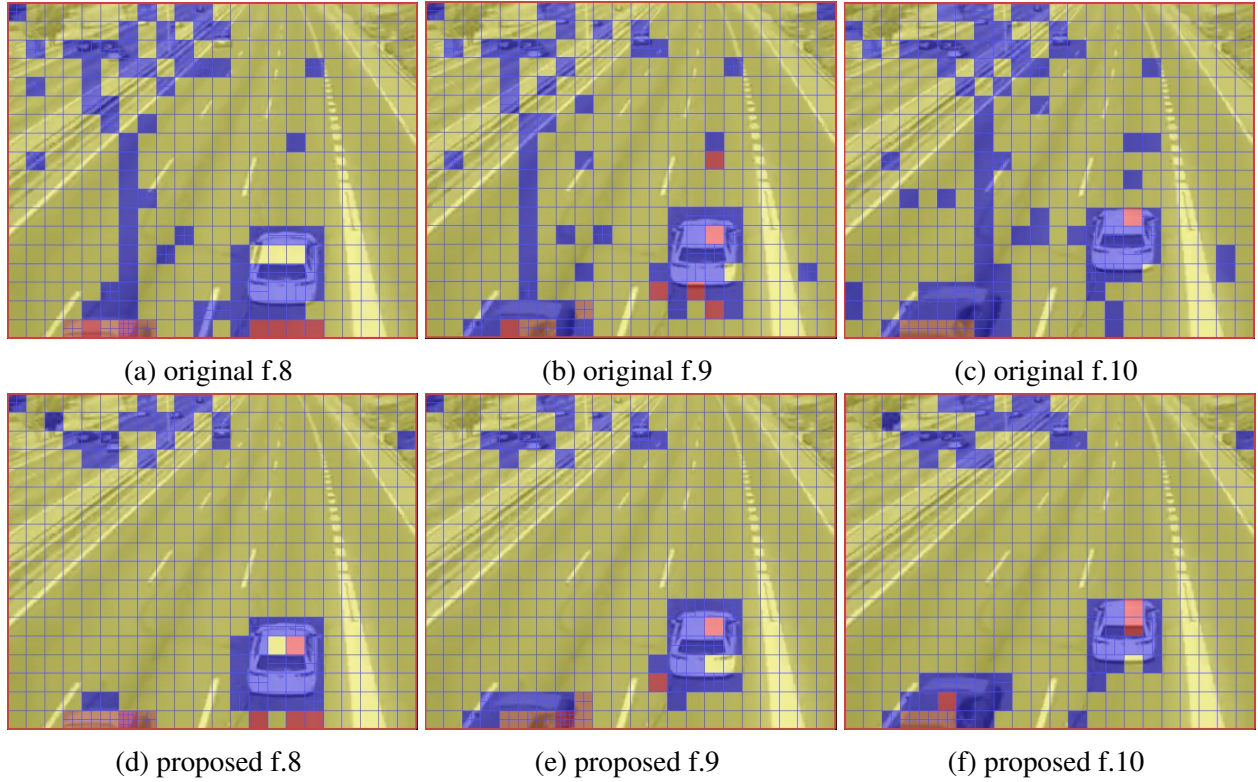 (a) original f.8
(b) original f.9
(c) original f.10
(d) proposed f.8
(e) proposed f.9
(f) proposed f.10